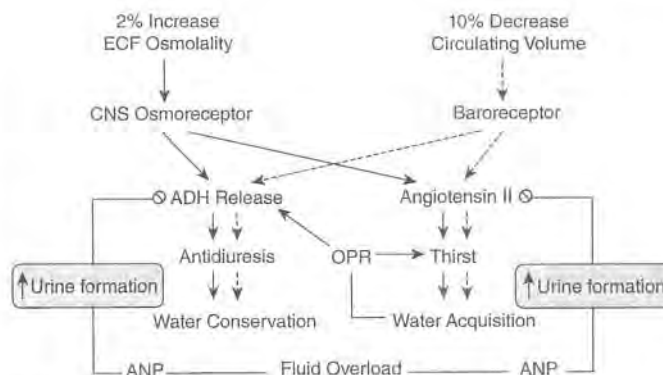 2% Increase
ECF Osmolality
10% Decrease
Circulating Volume
CNS Osmoreceptor
Baroreceptor
ADH Release
Angiotensin II
Antidiuresis
OPR
Thirst
↑ Urine formation
↑ Urine formation
Water Conservation
Water Acquisition
ANP
Fluid Overload
ANP